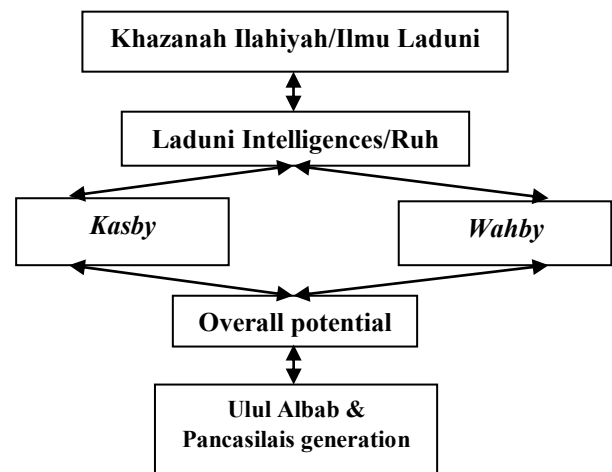 Khazanah Ilahiyah/Ilmu Laduni
Laduni Intelligences/Ruh
Kasby
Wahby
Overall potential
Ulul Albab &
Pancasilais generation